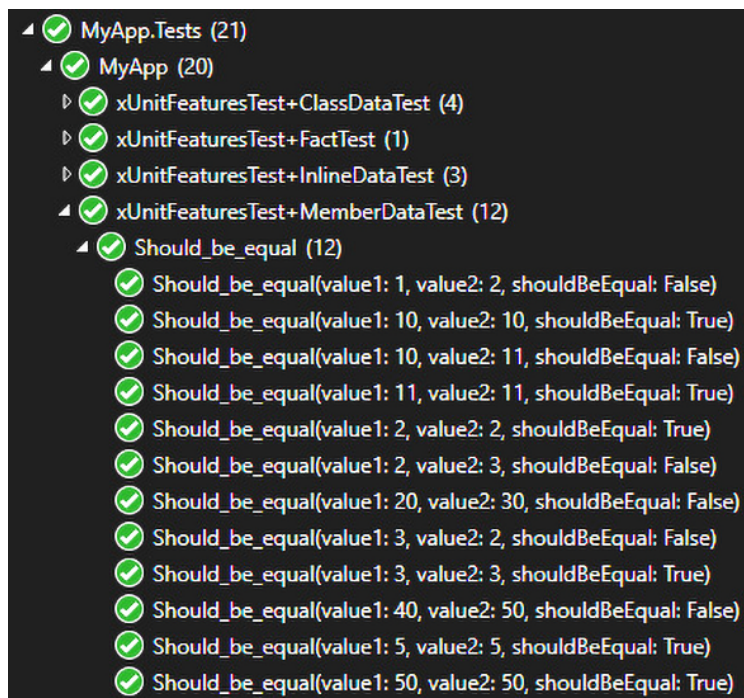 MyApp.Tests (21)
MyApp (20)
xUnitFeaturesTest+ClassDataTest (4)
xUnitFeaturesTest+FactTest (1)
xUnitFeaturesTest+InlineDataTest (3)
xUnitFeaturesTest+MemberDataTest (12)
Should_be_equal (12)
Should_be_equal(value1: 1, value2: 2, shouldBeEqual: False)
Should_be_equal(value1: 10, value2: 10, shouldBeEqual: True)
Should_be_equal(value1: 10, value2: 11, shouldBeEqual: False)
Should_be_equal(value1: 11, value2: 11, shouldBeEqual: True)
Should_be_equal(value1: 2, value2: 2, shouldBeEqual: True)
Should_be_equal(value1: 2, value2: 3, shouldBeEqual: False)
Should_be_equal(value1: 20, value2: 30, shouldBeEqual: False)
Should_be_equal(value1: 3, value2: 2, shouldBeEqual: False)
Should_be_equal(value1: 3, value2: 3, shouldBeEqual: True)
Should_be_equal(value1: 40, value2: 50, shouldBeEqual: False)
Should_be_equal(value1: 5, value2: 5, shouldBeEqual: True)
Should_be_equal(value1: 50, value2: 50, shouldBeEqual: True)